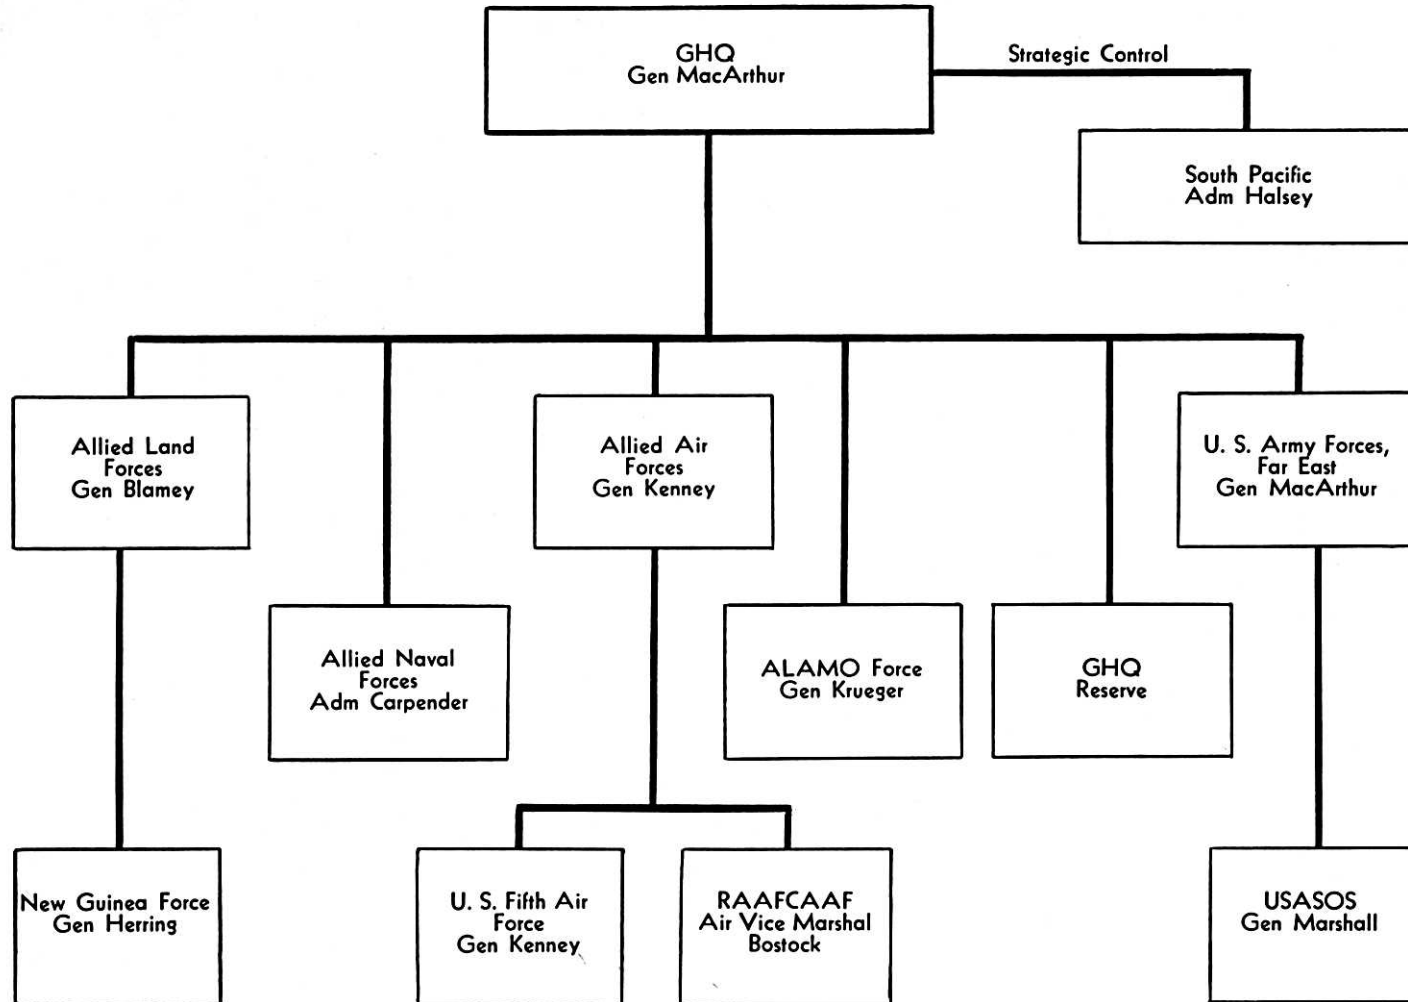 GHQ
Gen MacArthur
Strategic Control
South Pacific
Adm Halsey
Allied Land
Forces
Gen Blamey
Allied Air
Forces
Gen Kenney
U. S. Army Forces,
Far East
Gen MacArthur
Allied Naval
Forces
Adm Carpender
ALAMO Force
Gen Krueger
GHQ
Reserve
New Guinea Force
Gen Herring
U. S. Fifth Air
Force
Gen Kenney
RAAFCAAF
Air Vice Marshal
Bostock
USASOS
Gen Marshall